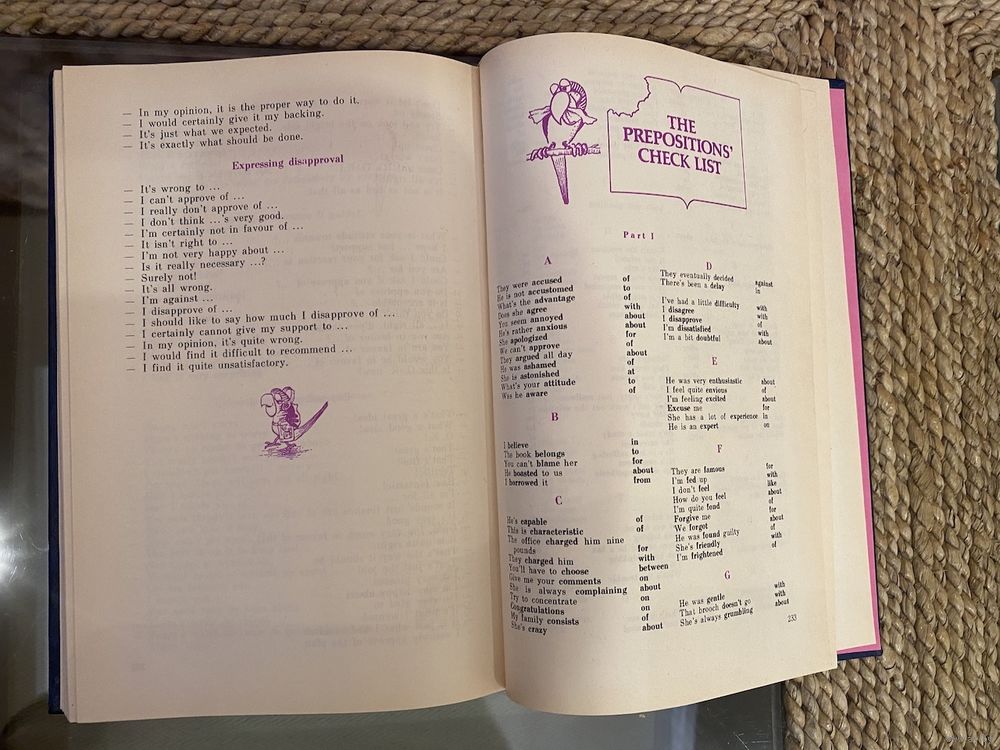 — In my opinion, it is the proper way to do it.
— I would certainly give it my backing.
— It's just what we expected.
— It's exactly what should be done.
Expressing disapproval
— It's wrong to ...
— I can't approve of ...
— I really don't approve of ...
— I don't think ...'s very good.
— I'm certainly not in favour of ...
— It isn't right to ...
— I'm not very happy about ...
— Is it really necessary ...?
— Surely not!
— It's all wrong.
— I'm against ...
— I disapprove of ...
— I should like to say how much I disapprove of ...
— I certainly cannot give my support to ...
— In my opinion, it's quite wrong.
— I would find it difficult to recommend ...
— I find it quite unsatisfactory.
THE
PREPOSITIONS'
CHECK LIST
Part I
A
They were accused of
He is not accustomed to
What's the advantage of
Does she agree with
You seem annoyed about
He's rather anxious about
She apologized for
We can't approve of
They argued all day about
He was ashamed of
She is astonished at
What's your attitude to
Was he aware of
B
I believe in
The book belongs to
You can't blame her for
He boasted to us about
I borrowed it from
C
He's capable of
This is characteristic of
The office charged him nine
pounds for
They charged him with
You'll have to choose between
Give me your comments on
She is always complaining about
Try to concentrate on
Congratulations on
My family consists of
She's crazy about
D
They eventually decided against
There's been a delay in
I've had a little difficulty with
I disagree with
I disapprove of
I'm dissatisfied with
I'm a bit doubtful about
E
He was very enthusiastic about
I feel quite envious of
I'm feeling excited about
Excuse me for
She has a lot of experience in
He is an expert on
F
They are famous for
I'm fed up with
I don't feel like
How do you feel about
I'm quite fond of
Forgive me for
We forgot about
He was found guilty of
She's friendly with
I'm frightened of
G
He was gentle with
That brooch doesn't go with
She's always grumbling about
233